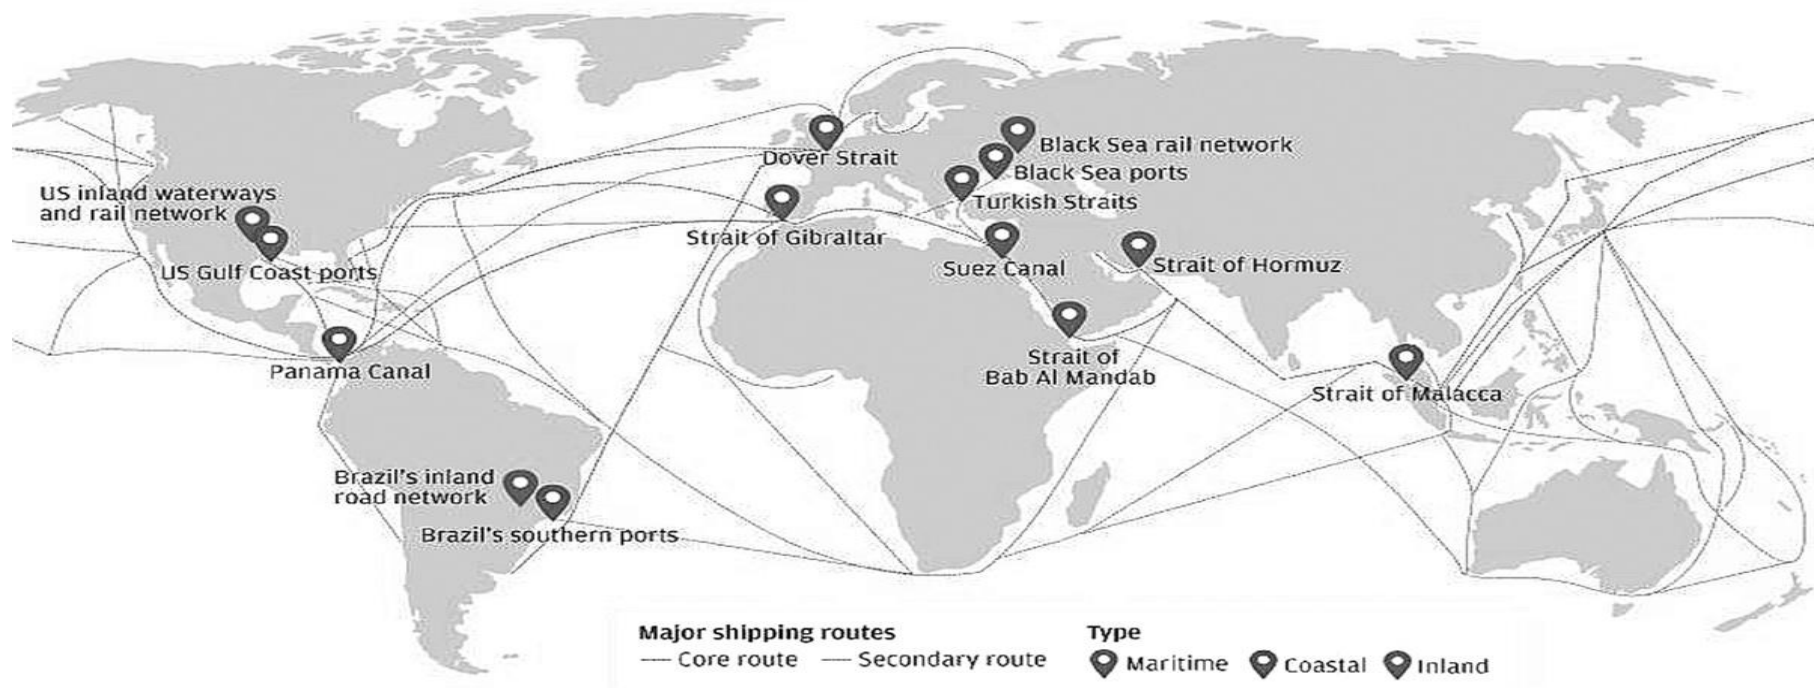 Dover Strait
Black Sea rail network
Black Sea ports
US inland waterways
and rail network
Turkish Straits
Strait of Gibraltar
US Gulf Coast ports
Suez Canal
Strait of Hormuz
Panama Canal
Strait of
Bab Al Mandab
Strait of Malacca
Brazil's inland
road network
Brazil's southern ports
Major shipping routes
Core route
Secondary route
Type
Maritime
Coastal
Inland